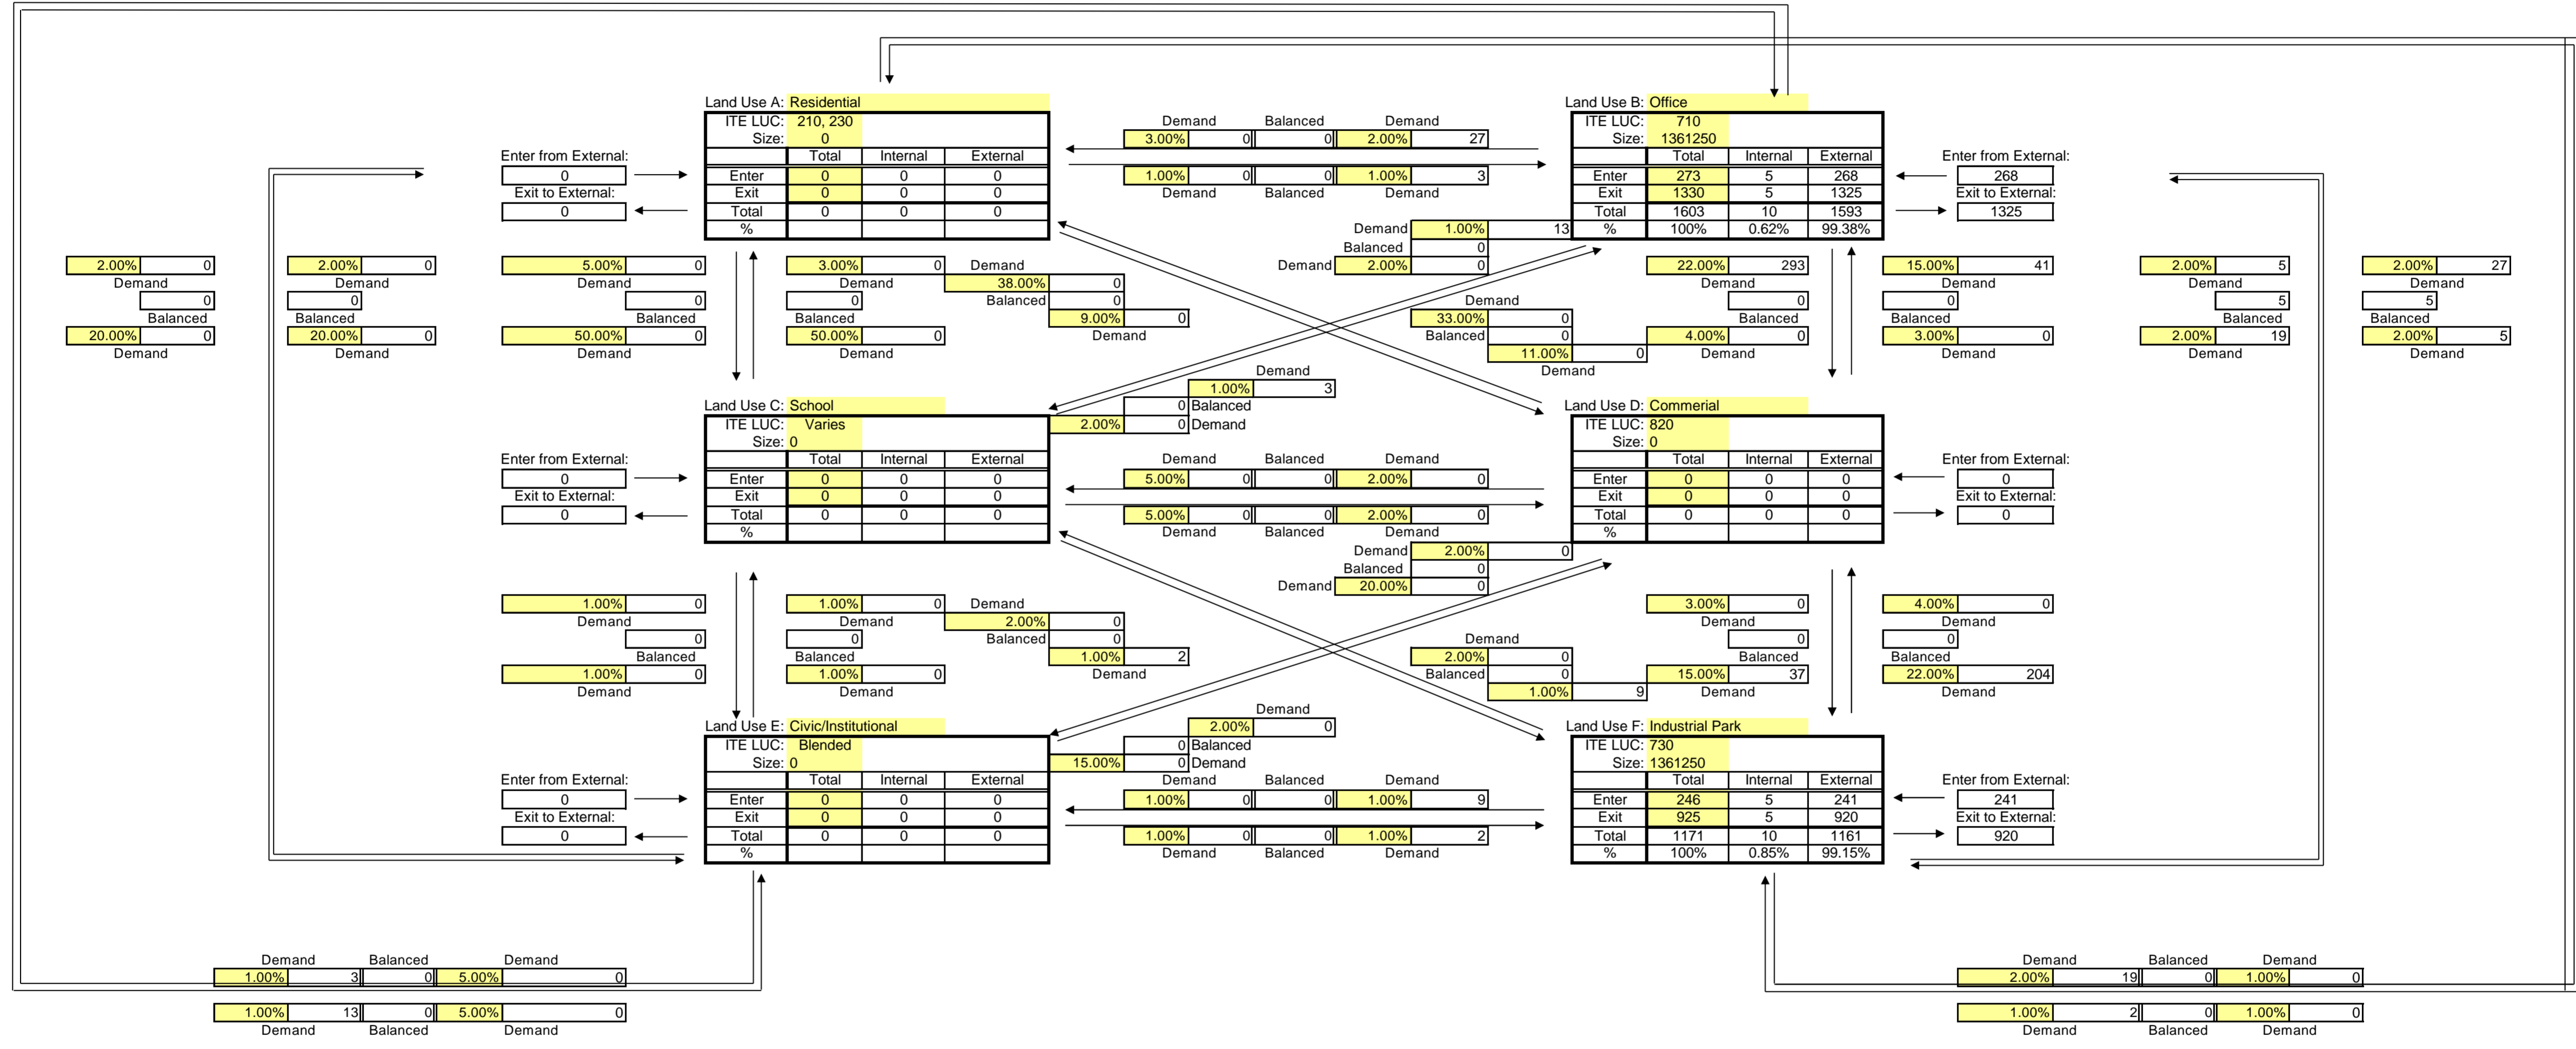 Land Use A: Residential Land Use B: Office
ITE LUC: 210, 230 Demand Balanced Demand ITE LUC: 710
Size: 0 3.00% 0 0 2.00% 27 Size: 1361250
Enter from External: Total Internal External Total Internal External Enter from External:
0 Enter 0 0 0 1.00% 0 0 1.00% 3 Enter 273 5 268 268
Exit to External: Exit 0 0 0 Demand Balanced Demand Exit 1330 5 1325 Exit to External:
0 Total 0 0 0 Total 1603 10 1593 1325
% Demand 1.00% 13 % 100% 0.62% 99.38%
Balanced 0
2.00% 0 2.00% 0 5.00% 0 3.00% 0 Demand Demand 2.00% 0 22.00% 293 15.00% 41 2.00% 5 2.00% 27
Demand Demand Demand Demand 38.00% 0 Demand Demand Demand Demand
0 0 0 0 Balanced 0 Demand 0 0 5 5
Balanced Balanced Balanced Balanced 9.00% 0 33.00% 0 Balanced Balanced Balanced Balanced
20.00% 0 20.00% 0 50.00% 0 50.00% 0 Demand Balanced 0 4.00% 0 3.00% 0 2.00% 19 2.00% 5
Demand Demand Demand Demand 11.00% 0 Demand Demand Demand Demand
Demand Demand
1.00% 3
Land Use C: School 0 Balanced Land Use D: Commerial
ITE LUC: Varies 2.00% 0 Demand ITE LUC: 820
Size: 0 Size: 0
Enter from External: Total Internal External Demand Balanced Demand Total Internal External Enter from External:
0 Enter 0 0 0 5.00% 0 0 2.00% 0 Enter 0 0 0 0
Exit to External: Exit 0 0 0 Exit 0 0 0 Exit to External:
0 Total 0 0 0 5.00% 0 0 2.00% 0 Total 0 0 0 0
% Demand Balanced Demand %
Demand 2.00% 0
Balanced 0
Demand 20.00% 0
1.00% 0 1.00% 0 Demand 3.00% 0 4.00% 0
Demand Demand 2.00% 0 Demand Demand
0 0 Balanced 0 Demand 0 0
Balanced Balanced 1.00% 2 2.00% 0 Balanced Balanced
1.00% 0 1.00% 0 Demand Balanced 0 15.00% 37 22.00% 204
Demand Demand 1.00% 9 Demand Demand
Demand
Land Use E: Civic/Institutional 2.00% 0 Land Use F: Industrial Park
ITE LUC: Blended 0 Balanced ITE LUC: 730
Size: 0 15.00% 0 Demand Size: 1361250
Enter from External: Total Internal External Demand Balanced Demand Total Internal External Enter from External:
0 Enter 0 0 0 1.00% 0 0 1.00% 9 Enter 246 5 241 241
Exit to External: Exit 0 0 0 Exit 925 5 920 Exit to External:
0 Total 0 0 0 1.00% 0 0 1.00% 2 Total 1171 10 1161 920
% Demand Balanced Demand % 100% 0.85% 99.15%
Demand Balanced Demand Demand Balanced Demand
1.00% 3 0 5.00% 0 2.00% 19 0 1.00% 0
1.00% 13 0 5.00% 0 1.00% 2 0 1.00% 0
Demand Balanced Demand Demand Balanced Demand